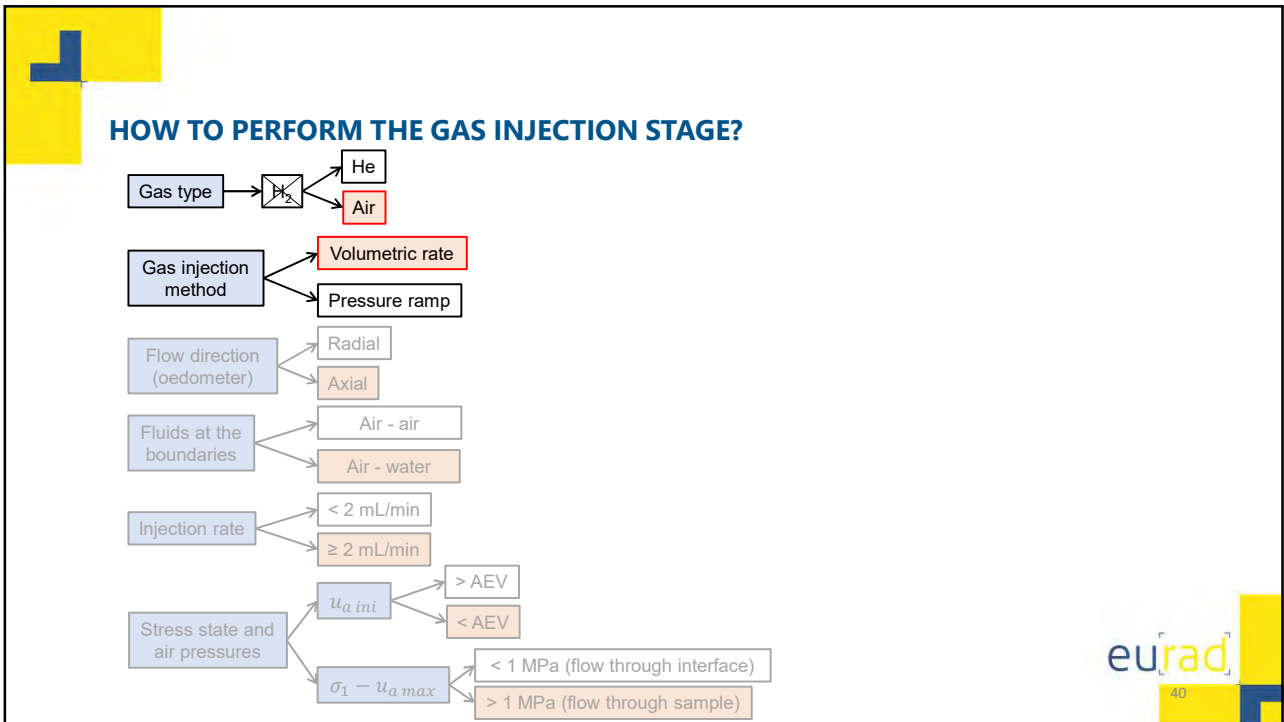 HOW TO PERFORM THE GAS INJECTION STAGE?
Gas type
H₂
He
Air
Gas injection
method
Volumetric rate
Pressure ramp
Flow direction
(oedometer)
Radial
Axial
Fluids at the
boundaries
Air - air
Air - water
Injection rate
< 2 mL/min
≥ 2 mL/min
Stress state and
air pressures
u_{a ini}
> AEV
< AEV
σ₁ − u_{a max}
< 1 MPa (flow through interface)
> 1 MPa (flow through sample)
eurad
40